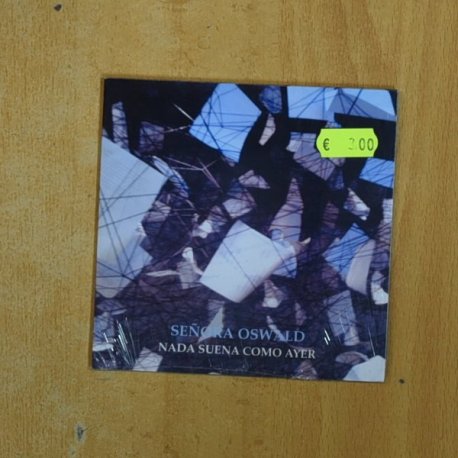 € 3.00
SEÑORA OSWALD
NADA SUENA COMO AYER